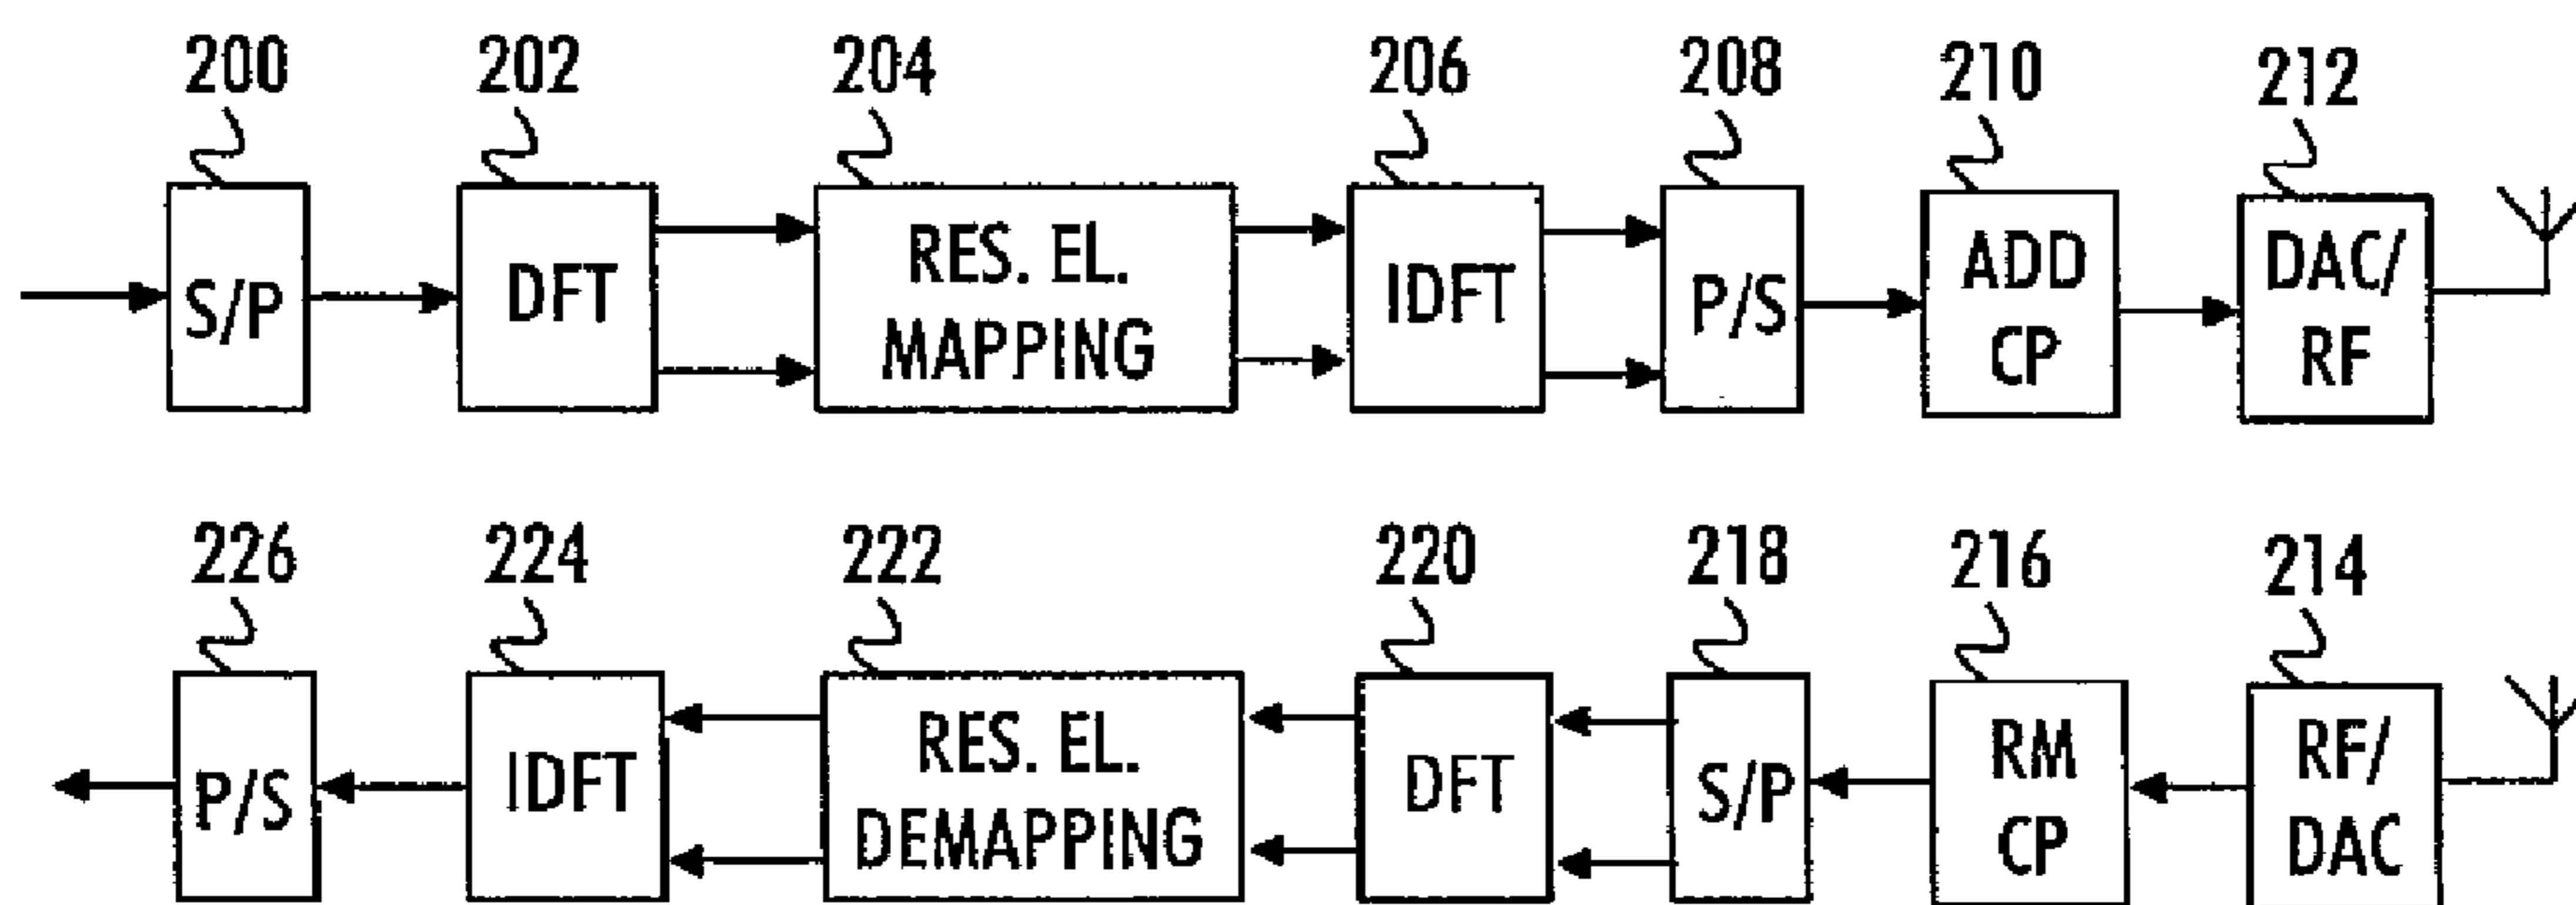 200 202 204 206 208 210 212
S/P DFT RES. EL. MAPPING IDFT P/S ADD CP DAC/ RF
226 224 222 220 218 216 214
P/S IDFT RES. EL. DEMAPPING DFT S/P RM CP RF/ DAC